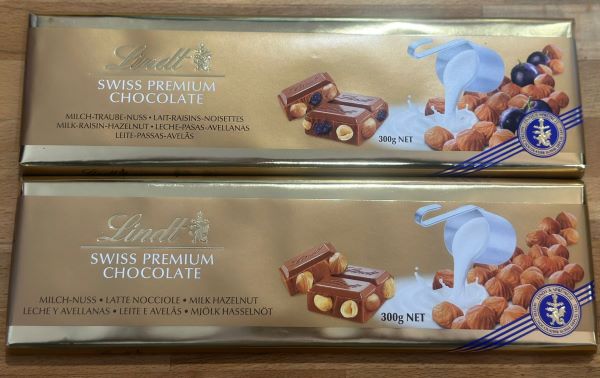 Lindt
SWISS PREMIUM
CHOCOLATE
MILCH-TRAUBE-NUSS • LAIT-RAISINS-NOISETTES
MILK-RAISIN-HAZELNUT • LECHE-PASAS-AVELLANAS
LEITE-PASSAS-AVELÃS
300g NET
Lindt
SWISS PREMIUM
CHOCOLATE
MILCH-NUSS • LATTE NOCCIOLE • MILK HAZELNUT
LECHE Y AVELLANAS • LEITE E AVELÃS • MJÖLK HASSELNÖT
300g NET